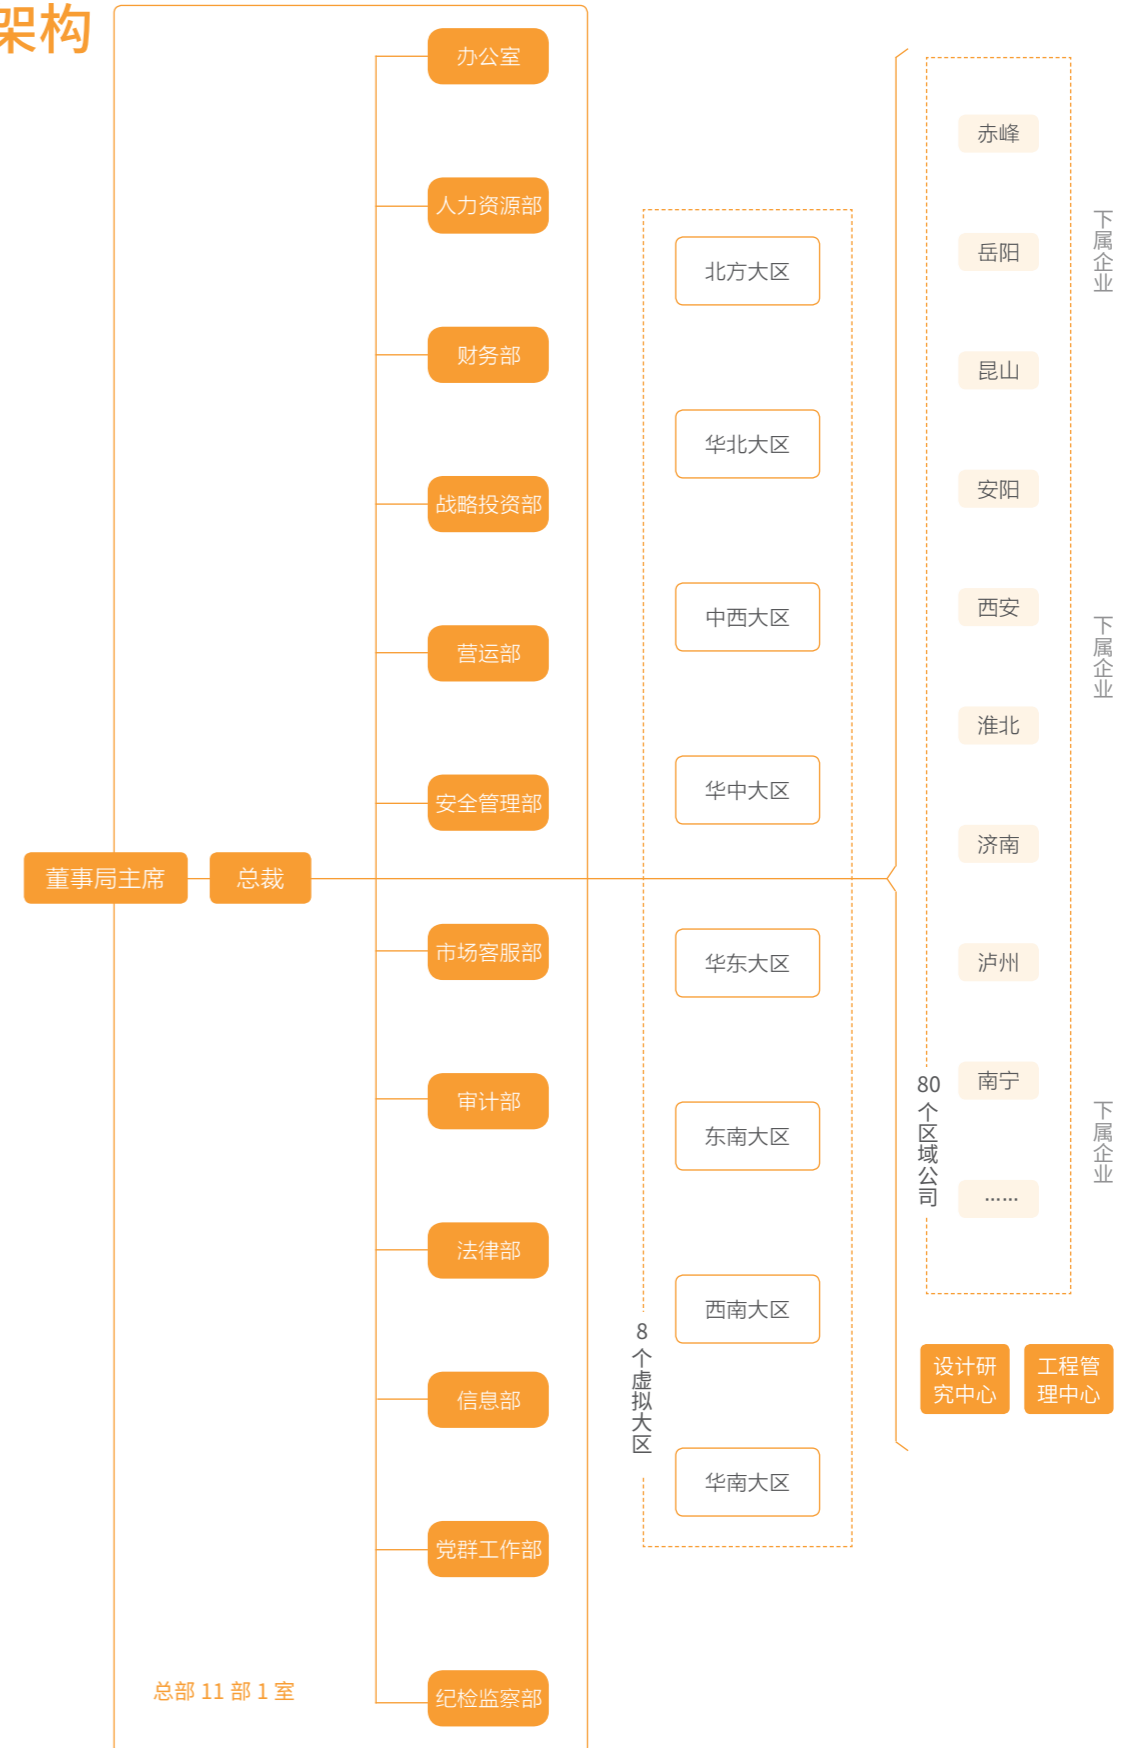 架构
董事局主席
总裁
办公室
人力资源部
财务部
战略投资部
营运部
安全管理部
市场客服部
审计部
法律部
信息部
党群工作部
纪检监察部
总部 11 部 1 室
北方大区
华北大区
中西大区
华中大区
华东大区
东南大区
西南大区
华南大区
8个虚拟大区
赤峰
岳阳
昆山
安阳
西安
淮北
济南
泸州
南宁
……
80个区域公司
下属企业
下属企业
下属企业
设计研
究中心
工程管
理中心